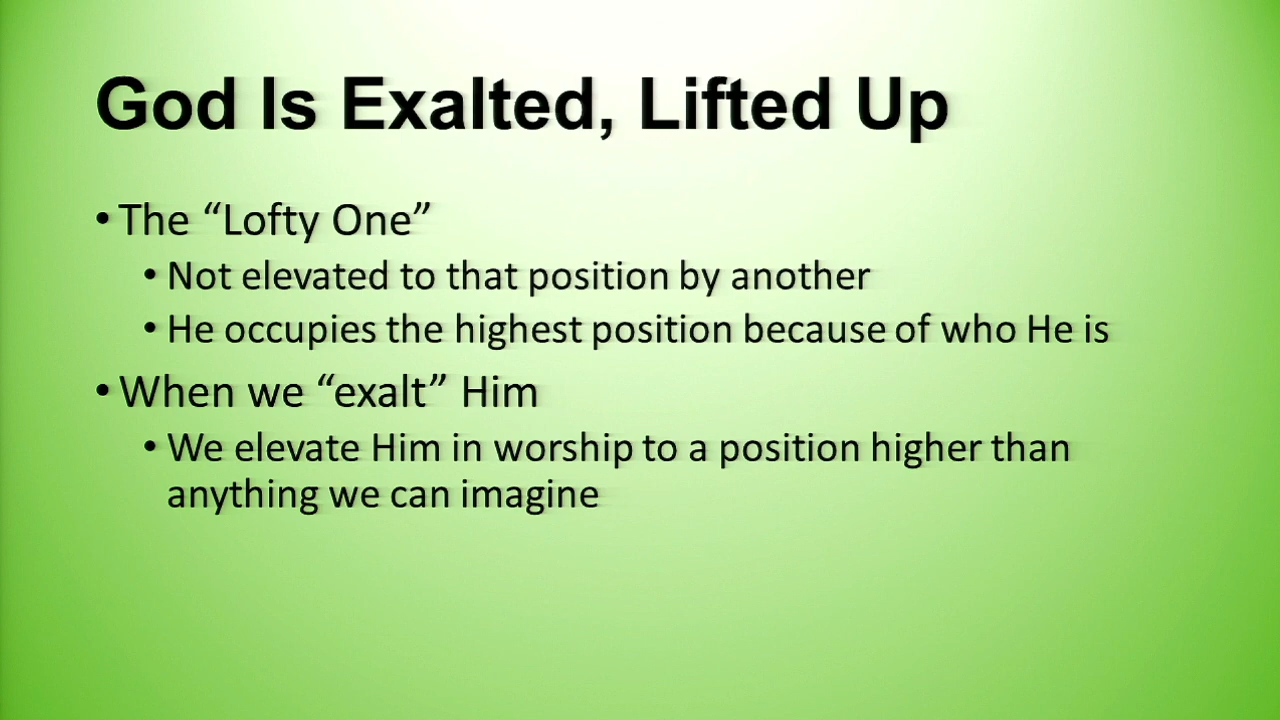 God Is Exalted, Lifted Up
• The “Lofty One”
• Not elevated to that position by another
• He occupies the highest position because of who He is
• When we “exalt” Him
• We elevate Him in worship to a position higher than
anything we can imagine